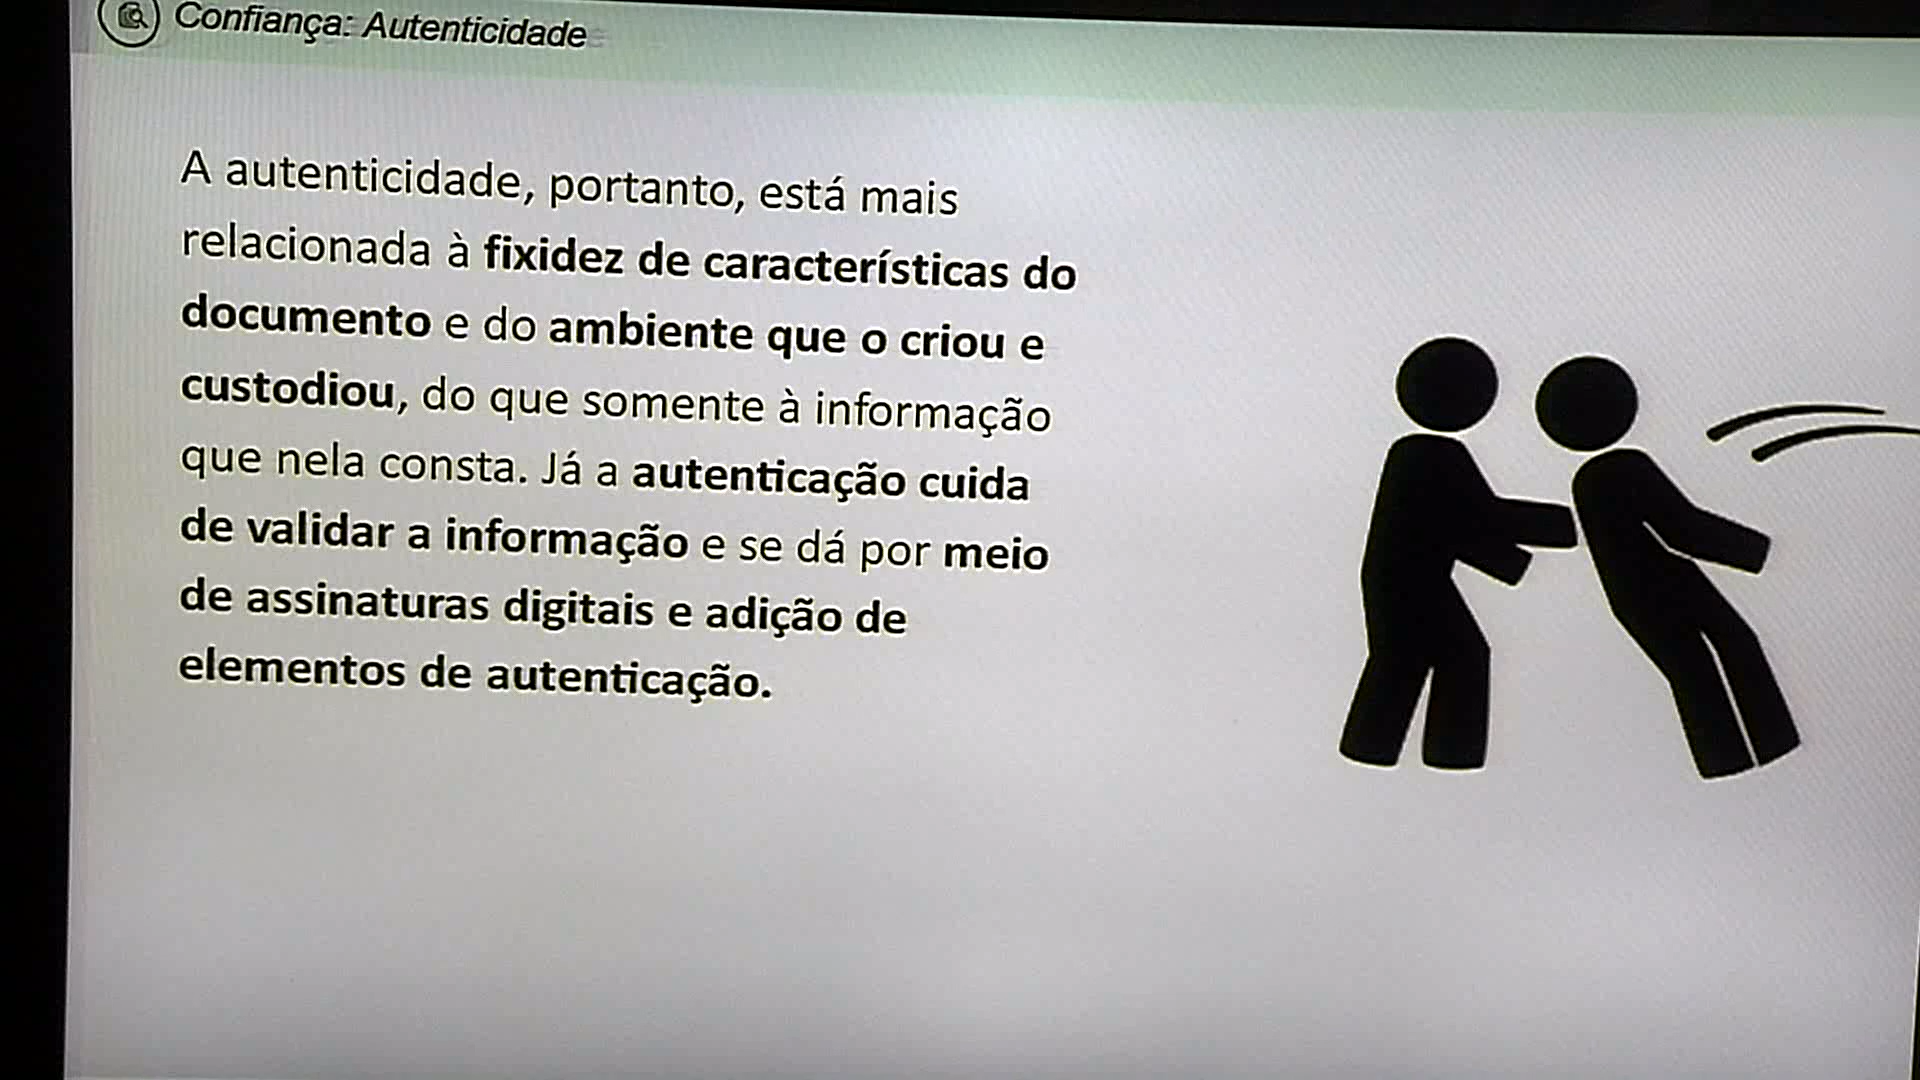 Confiança: Autenticidade
A autenticidade, portanto, está mais
relacionada à fixidez de características do
documento e do ambiente que o criou e
custodiou, do que somente à informação
que nela consta. Já a autenticação cuida
de validar a informação e se dá por meio
de assinaturas digitais e adição de
elementos de autenticação.